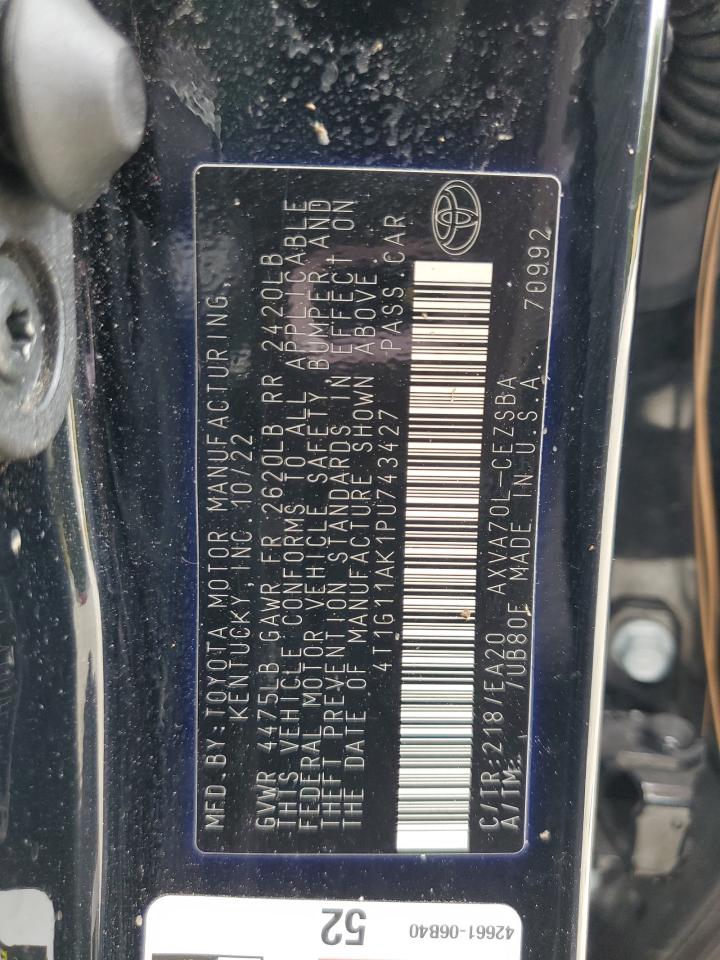 MFD.BY:TOYOTA MOTOR MANUFACTURING,
KENTUCKY, INC. 10/22
GVWR 4475LB GAWR FR 2620LB RR 2420LB
THIS VEHICLE CONFORMS TO ALL APPLICABLE
FEDERAL MOTOR VEHICLE SAFETY, BUMPER AND
THEFT PREVENTION STANDARDS IN EFFECT ON
THE DATE OF MANUFACTURE SHOWN ABOVE.
4T1G11AK1PU743427 PASS.CAR
C/TR:218/EA20 AXVA70L-CEZSBA 70992
A/TM: /UB80F MADE IN U.S.A.
52
42661-06B40